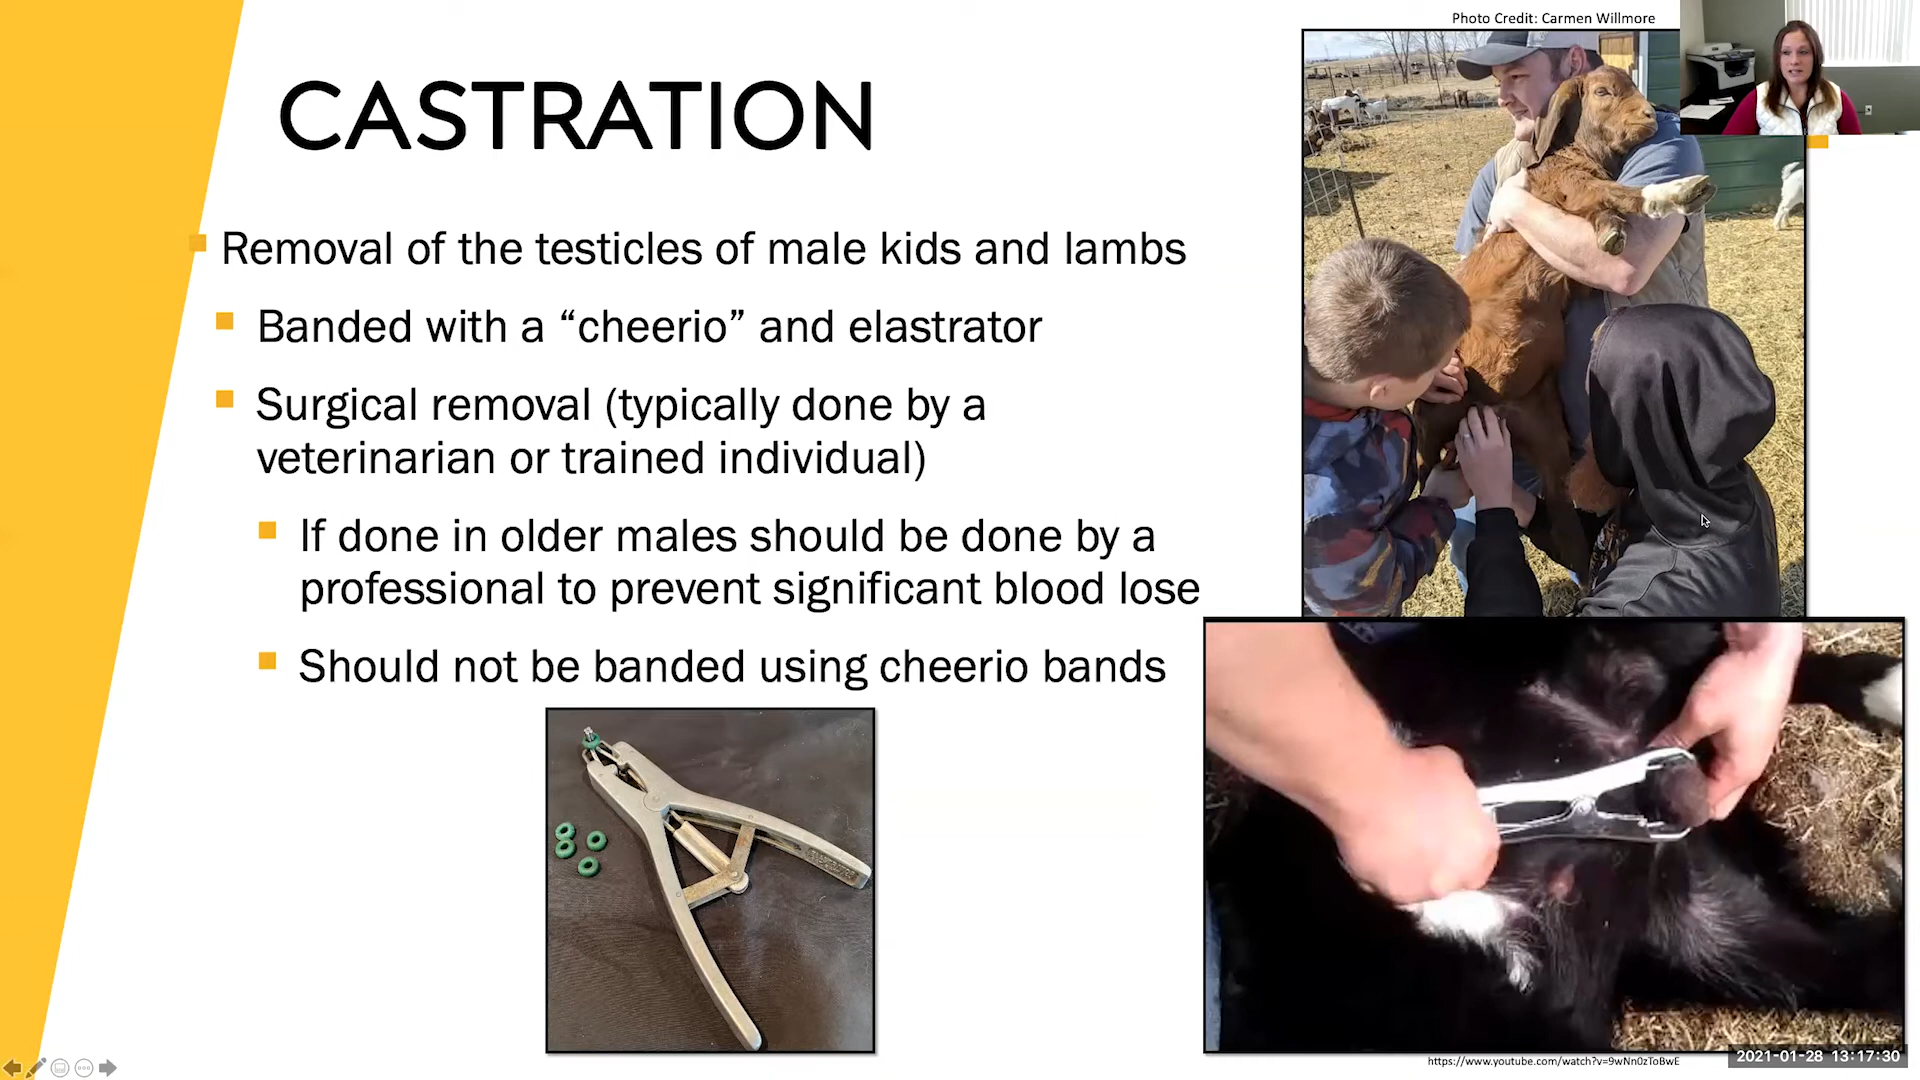 Photo Credit: Carmen Willmore
CASTRATION
Removal of the testicles of male kids and lambs
Banded with a “cheerio” and elastrator
Surgical removal (typically done by a
veterinarian or trained individual)
If done in older males should be done by a
professional to prevent significant blood lose
Should not be banded using cheerio bands
https://www.youtube.com/watch?v=9wNn0zToBwE
2021-01-28 13:17:30